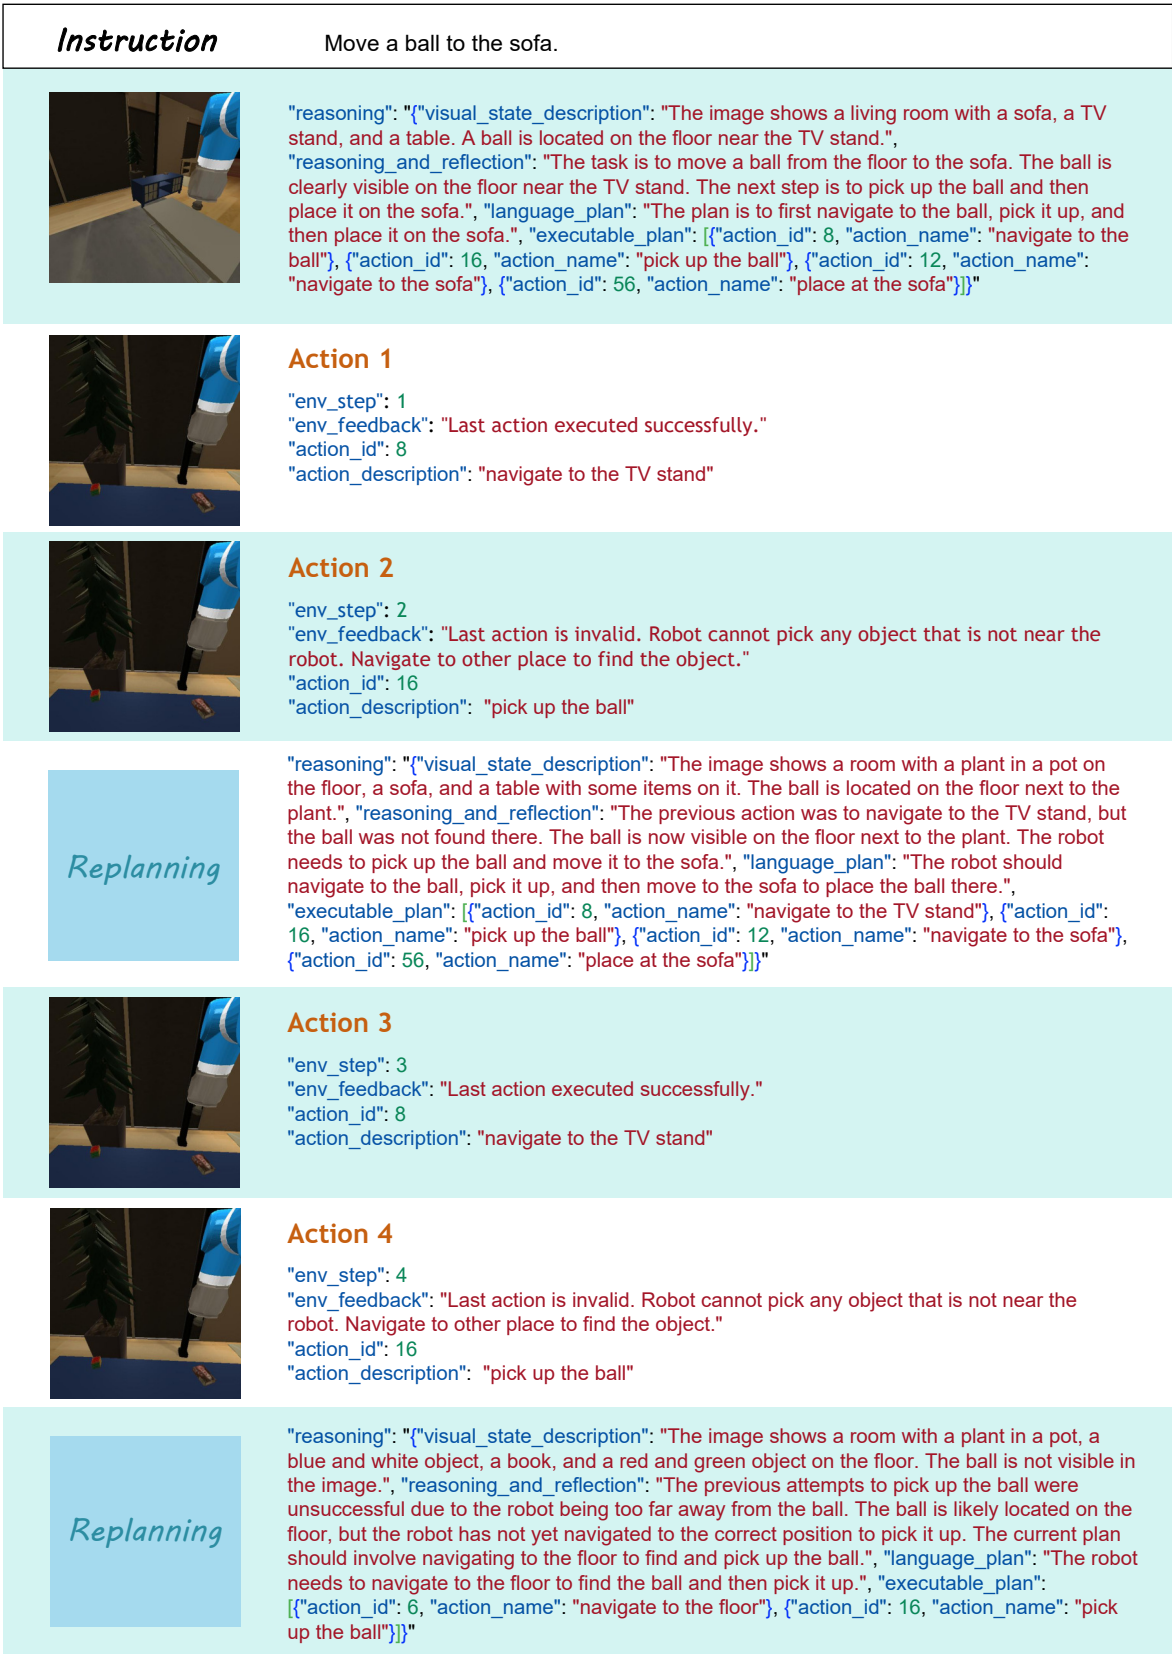 Instruction Move a ball to the sofa.
"reasoning": "{"visual_state_description": "The image shows a living room with a sofa, a TV
stand, and a table. A ball is located on the floor near the TV stand.",
"reasoning_and_reflection": "The task is to move a ball from the floor to the sofa. The ball is
clearly visible on the floor near the TV stand. The next step is to pick up the ball and then
place it on the sofa.", "language_plan": "The plan is to first navigate to the ball, pick it up, and
then place it on the sofa.", "executable_plan": [{"action_id": 8, "action_name": "navigate to the
ball"}, {"action_id": 16, "action_name": "pick up the ball"}, {"action_id": 12, "action_name":
"navigate to the sofa"}, {"action_id": 56, "action_name": "place at the sofa"}]}"
Action 1
"env_step": 1
"env_feedback": "Last action executed successfully."
"action_id": 8
"action_description": "navigate to the TV stand"
Action 2
"env_step": 2
"env_feedback": "Last action is invalid. Robot cannot pick any object that is not near the
robot. Navigate to other place to find the object."
"action_id": 16
"action_description": "pick up the ball"
Replanning
"reasoning": "{"visual_state_description": "The image shows a room with a plant in a pot on
the floor, a sofa, and a table with some items on it. The ball is located on the floor next to the
plant.", "reasoning_and_reflection": "The previous action was to navigate to the TV stand, but
the ball was not found there. The ball is now visible on the floor next to the plant. The robot
needs to pick up the ball and move it to the sofa.", "language_plan": "The robot should
navigate to the ball, pick it up, and then move to the sofa to place the ball there.",
"executable_plan": [{"action_id": 8, "action_name": "navigate to the TV stand"}, {"action_id":
16, "action_name": "pick up the ball"}, {"action_id": 12, "action_name": "navigate to the sofa"},
{"action_id": 56, "action_name": "place at the sofa"}]}"
Action 3
"env_step": 3
"env_feedback": "Last action executed successfully."
"action_id": 8
"action_description": "navigate to the TV stand"
Action 4
"env_step": 4
"env_feedback": "Last action is invalid. Robot cannot pick any object that is not near the
robot. Navigate to other place to find the object."
"action_id": 16
"action_description": "pick up the ball"
Replanning
"reasoning": "{"visual_state_description": "The image shows a room with a plant in a pot, a
blue and white object, a book, and a red and green object on the floor. The ball is not visible in
the image.", "reasoning_and_reflection": "The previous attempts to pick up the ball were
unsuccessful due to the robot being too far away from the ball. The ball is likely located on the
floor, but the robot has not yet navigated to the correct position to pick it up. The current plan
should involve navigating to the floor to find and pick up the ball.", "language_plan": "The robot
needs to navigate to the floor to find the ball and then pick it up.", "executable_plan":
[{"action_id": 6, "action_name": "navigate to the floor"}, {"action_id": 16, "action_name": "pick
up the ball"}]}"